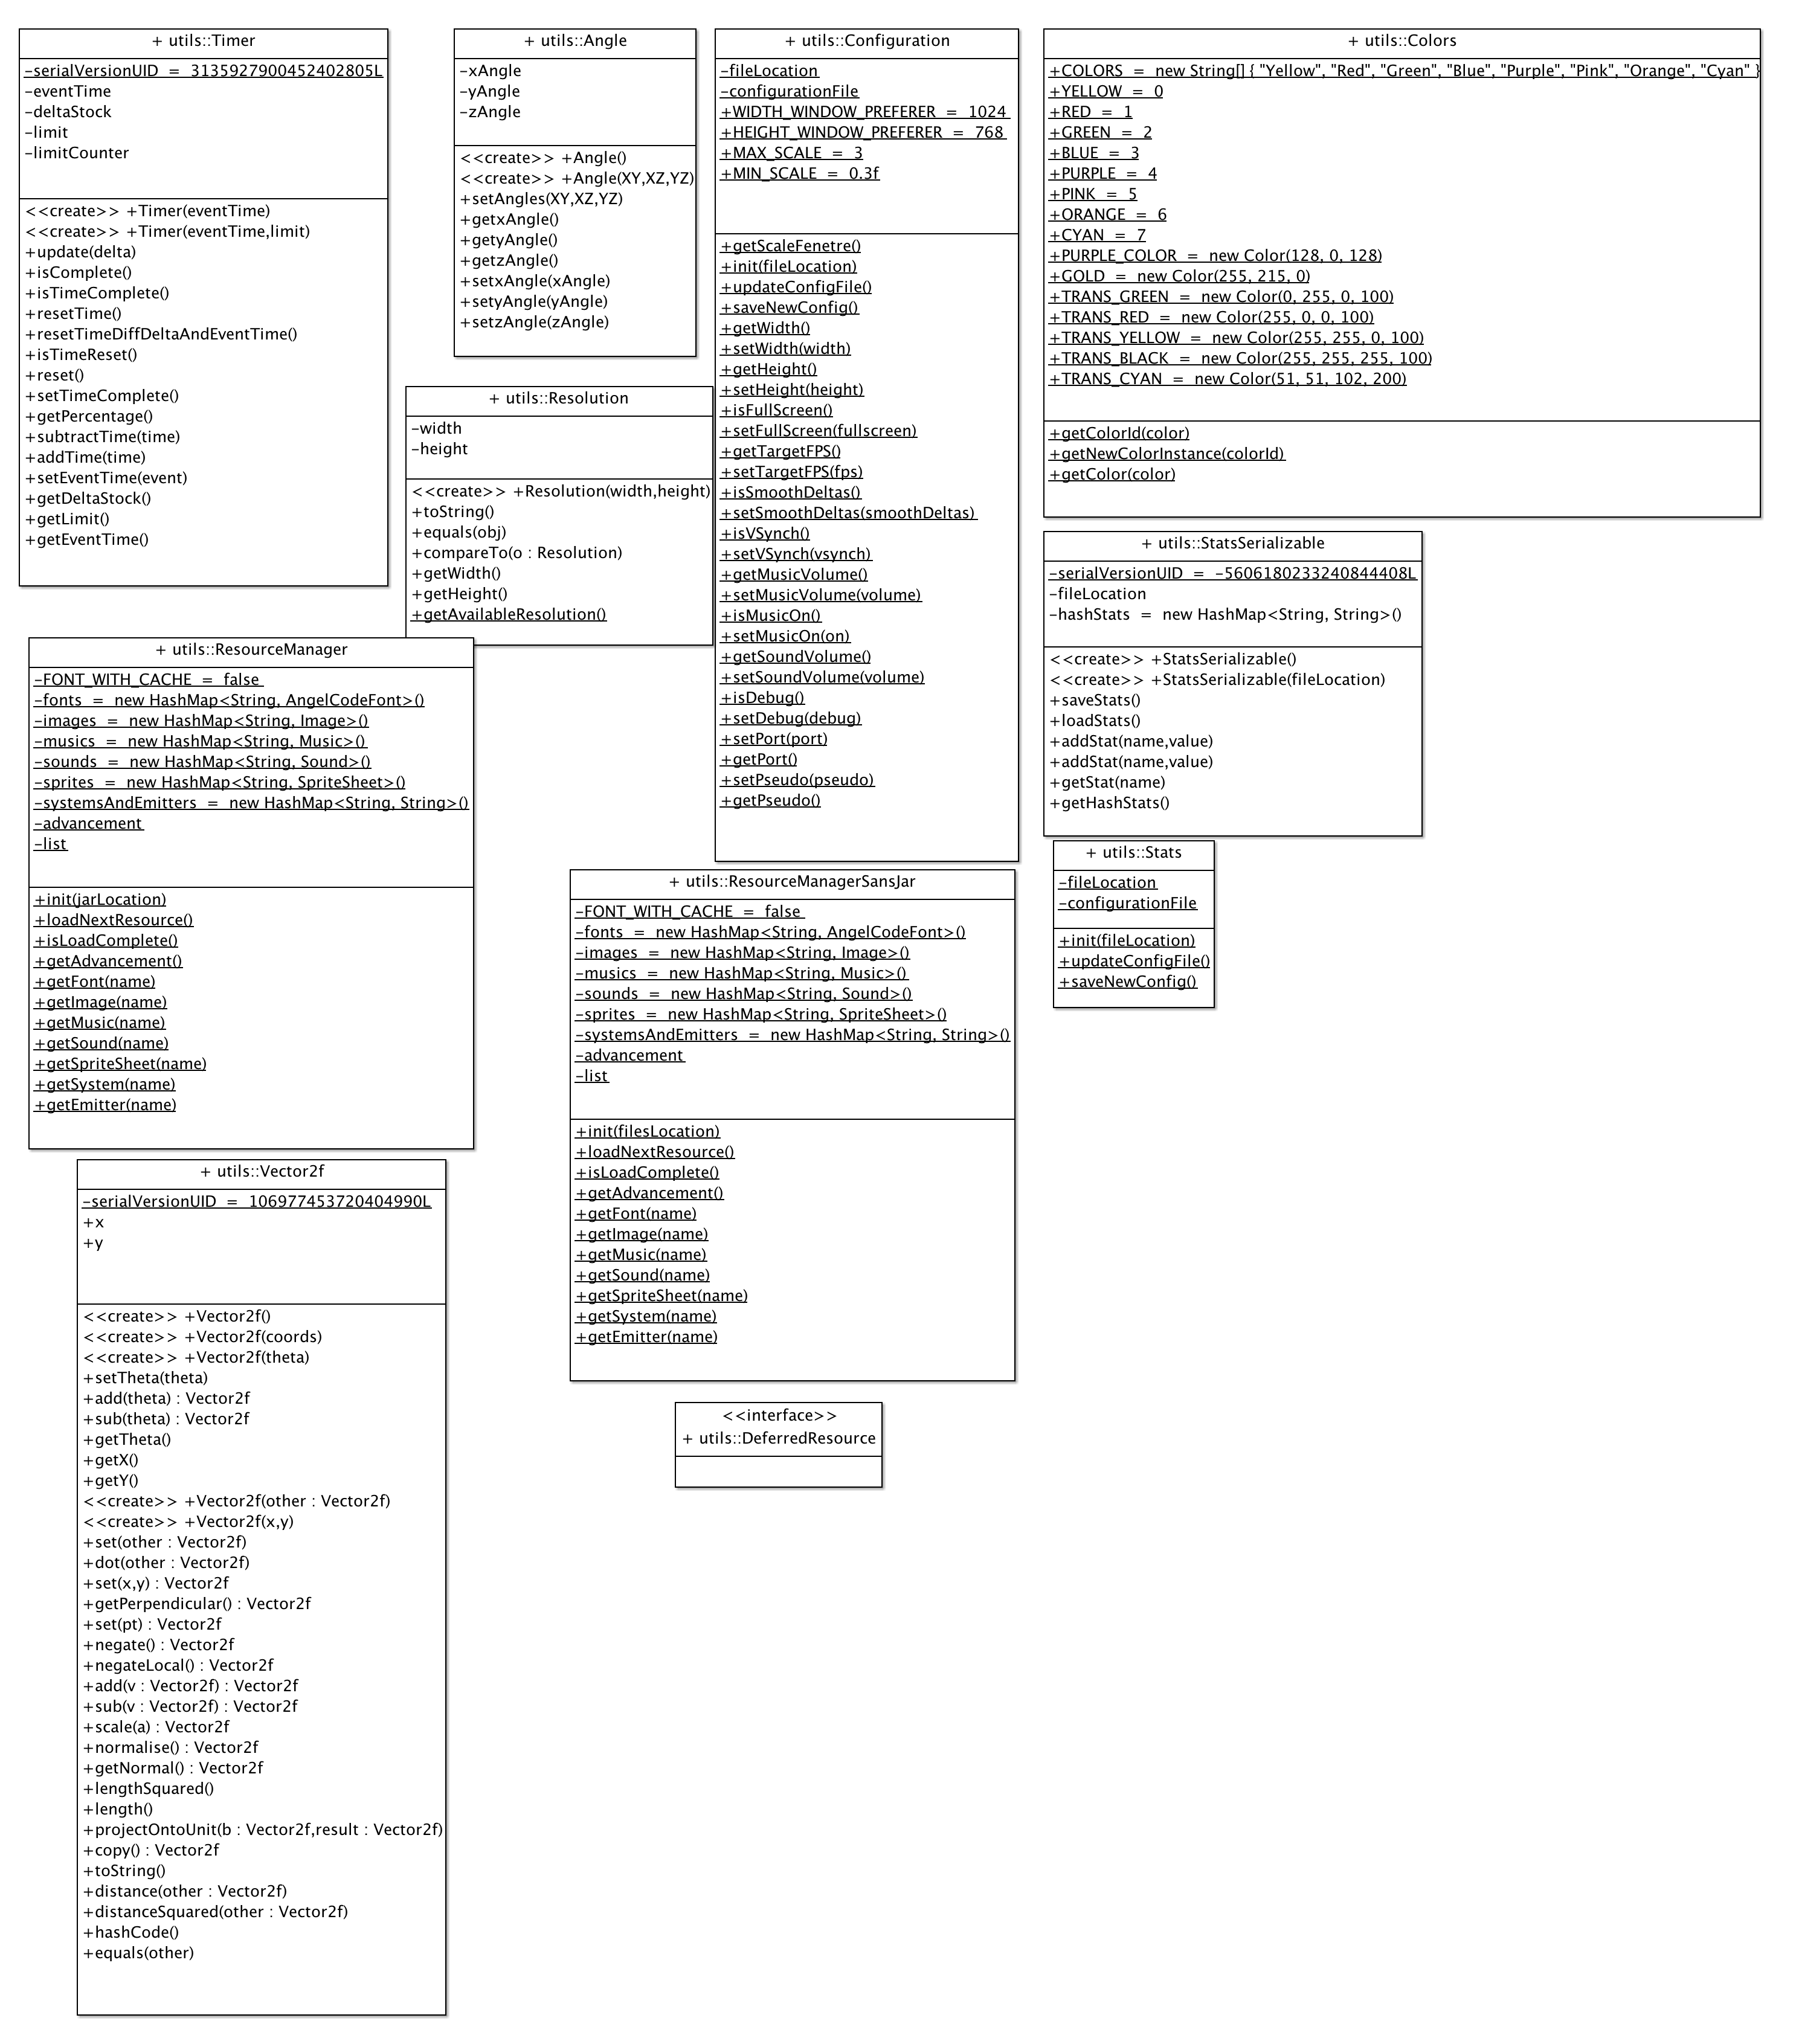 + utils::Timer
-serialVersionUID = 3135927900452402805L
-eventTime
-deltaStock
-limit
-limitCounter
<<create>> +Timer(eventTime)
<<create>> +Timer(eventTime,limit)
+update(delta)
+isComplete()
+isTimeComplete()
+resetTime()
+resetTimeDiffDeltaAndEventTime()
+isTimeReset()
+reset()
+setTimeComplete()
+getPercentage()
+subtractTime(time)
+addTime(time)
+setEventTime(event)
+getDeltaStock()
+getLimit()
+getEventTime()
+ utils::Angle
-xAngle
-yAngle
-zAngle
<<create>> +Angle()
<<create>> +Angle(XY,XZ,YZ)
+setAngles(XY,XZ,YZ)
+getxAngle()
+getyAngle()
+getzAngle()
+setxAngle(xAngle)
+setyAngle(yAngle)
+setzAngle(zAngle)
+ utils::Resolution
-width
-height
<<create>> +Resolution(width,height)
+toString()
+equals(obj)
+compareTo(o : Resolution)
+getWidth()
+getHeight()
+getAvailableResolution()
+ utils::Configuration
-fileLocation
-configurationFile
+WIDTH_WINDOW_PREFERER = 1024
+HEIGHT_WINDOW_PREFERER = 768
+MAX_SCALE = 3
+MIN_SCALE = 0.3f
+getScaleFenetre()
+init(fileLocation)
+updateConfigFile()
+saveNewConfig()
+getWidth()
+setWidth(width)
+getHeight()
+setHeight(height)
+isFullScreen()
+setFullScreen(fullscreen)
+getTargetFPS()
+setTargetFPS(fps)
+isSmoothDeltas()
+setSmoothDeltas(smoothDeltas)
+isVSynch()
+setVSynch(vsynch)
+getMusicVolume()
+setMusicVolume(volume)
+isMusicOn()
+setMusicOn(on)
+getSoundVolume()
+setSoundVolume(volume)
+isDebug()
+setDebug(debug)
+setPort(port)
+getPort()
+setPseudo(pseudo)
+getPseudo()
+ utils::Colors
+COLORS = new String[] { "Yellow", "Red", "Green", "Blue", "Purple", "Pink", "Orange", "Cyan" }
+YELLOW = 0
+RED = 1
+GREEN = 2
+BLUE = 3
+PURPLE = 4
+PINK = 5
+ORANGE = 6
+CYAN = 7
+PURPLE_COLOR = new Color(128, 0, 128)
+GOLD = new Color(255, 215, 0)
+TRANS_GREEN = new Color(0, 255, 0, 100)
+TRANS_RED = new Color(255, 0, 0, 100)
+TRANS_YELLOW = new Color(255, 255, 0, 100)
+TRANS_BLACK = new Color(255, 255, 255, 100)
+TRANS_CYAN = new Color(51, 51, 102, 200)
+getColorId(color)
+getNewColorInstance(colorId)
+getColor(color)
+ utils::StatsSerializable
-serialVersionUID = -5606180233240844408L
-fileLocation
-hashStats = new HashMap<String, String>()
<<create>> +StatsSerializable()
<<create>> +StatsSerializable(fileLocation)
+saveStats()
+loadStats()
+addStat(name,value)
+addStat(name,value)
+getStat(name)
+getHashStats()
+ utils::Stats
-fileLocation
-configurationFile
+init(fileLocation)
+updateConfigFile()
+saveNewConfig()
+ utils::ResourceManager
-FONT_WITH_CACHE = false
-fonts = new HashMap<String, AngelCodeFont>()
-images = new HashMap<String, Image>()
-musics = new HashMap<String, Music>()
-sounds = new HashMap<String, Sound>()
-sprites = new HashMap<String, SpriteSheet>()
-systemsAndEmitters = new HashMap<String, String>()
-advancement
-list
+init(jarLocation)
+loadNextResource()
+isLoadComplete()
+getAdvancement()
+getFont(name)
+getImage(name)
+getMusic(name)
+getSound(name)
+getSpriteSheet(name)
+getSystem(name)
+getEmitter(name)
+ utils::ResourceManagerSansJar
-FONT_WITH_CACHE = false
-fonts = new HashMap<String, AngelCodeFont>()
-images = new HashMap<String, Image>()
-musics = new HashMap<String, Music>()
-sounds = new HashMap<String, Sound>()
-sprites = new HashMap<String, SpriteSheet>()
-systemsAndEmitters = new HashMap<String, String>()
-advancement
-list
+init(filesLocation)
+loadNextResource()
+isLoadComplete()
+getAdvancement()
+getFont(name)
+getImage(name)
+getMusic(name)
+getSound(name)
+getSpriteSheet(name)
+getSystem(name)
+getEmitter(name)
<<interface>>
+ utils::DeferredResource
+ utils::Vector2f
-serialVersionUID = 106977453720404990L
+x
+y
<<create>> +Vector2f()
<<create>> +Vector2f(coords)
<<create>> +Vector2f(theta)
+setTheta(theta)
+add(theta) : Vector2f
+sub(theta) : Vector2f
+getTheta()
+getX()
+getY()
<<create>> +Vector2f(other : Vector2f)
<<create>> +Vector2f(x,y)
+set(other : Vector2f)
+dot(other : Vector2f)
+set(x,y) : Vector2f
+getPerpendicular() : Vector2f
+set(pt) : Vector2f
+negate() : Vector2f
+negateLocal() : Vector2f
+add(v : Vector2f) : Vector2f
+sub(v : Vector2f) : Vector2f
+scale(a) : Vector2f
+normalise() : Vector2f
+getNormal() : Vector2f
+lengthSquared()
+length()
+projectOntoUnit(b : Vector2f,result : Vector2f)
+copy() : Vector2f
+toString()
+distance(other : Vector2f)
+distanceSquared(other : Vector2f)
+hashCode()
+equals(other)